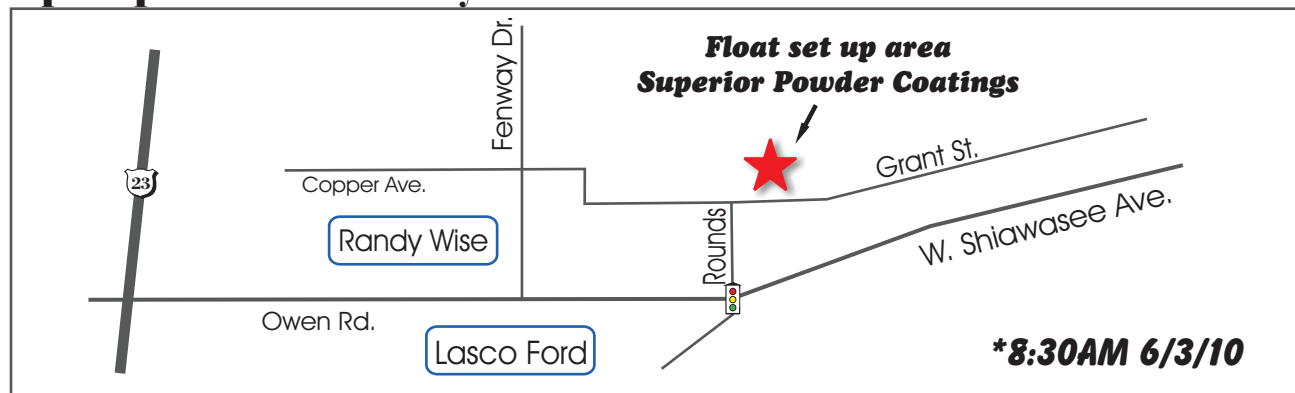 Fenway Dr.
Float set up area
Superior Powder Coatings
23
Copper Ave.
Grant St.
Randy Wise
Rounds
W. Shiawasee Ave.
Owen Rd.
Lasco Ford
*8:30AM 6/3/10